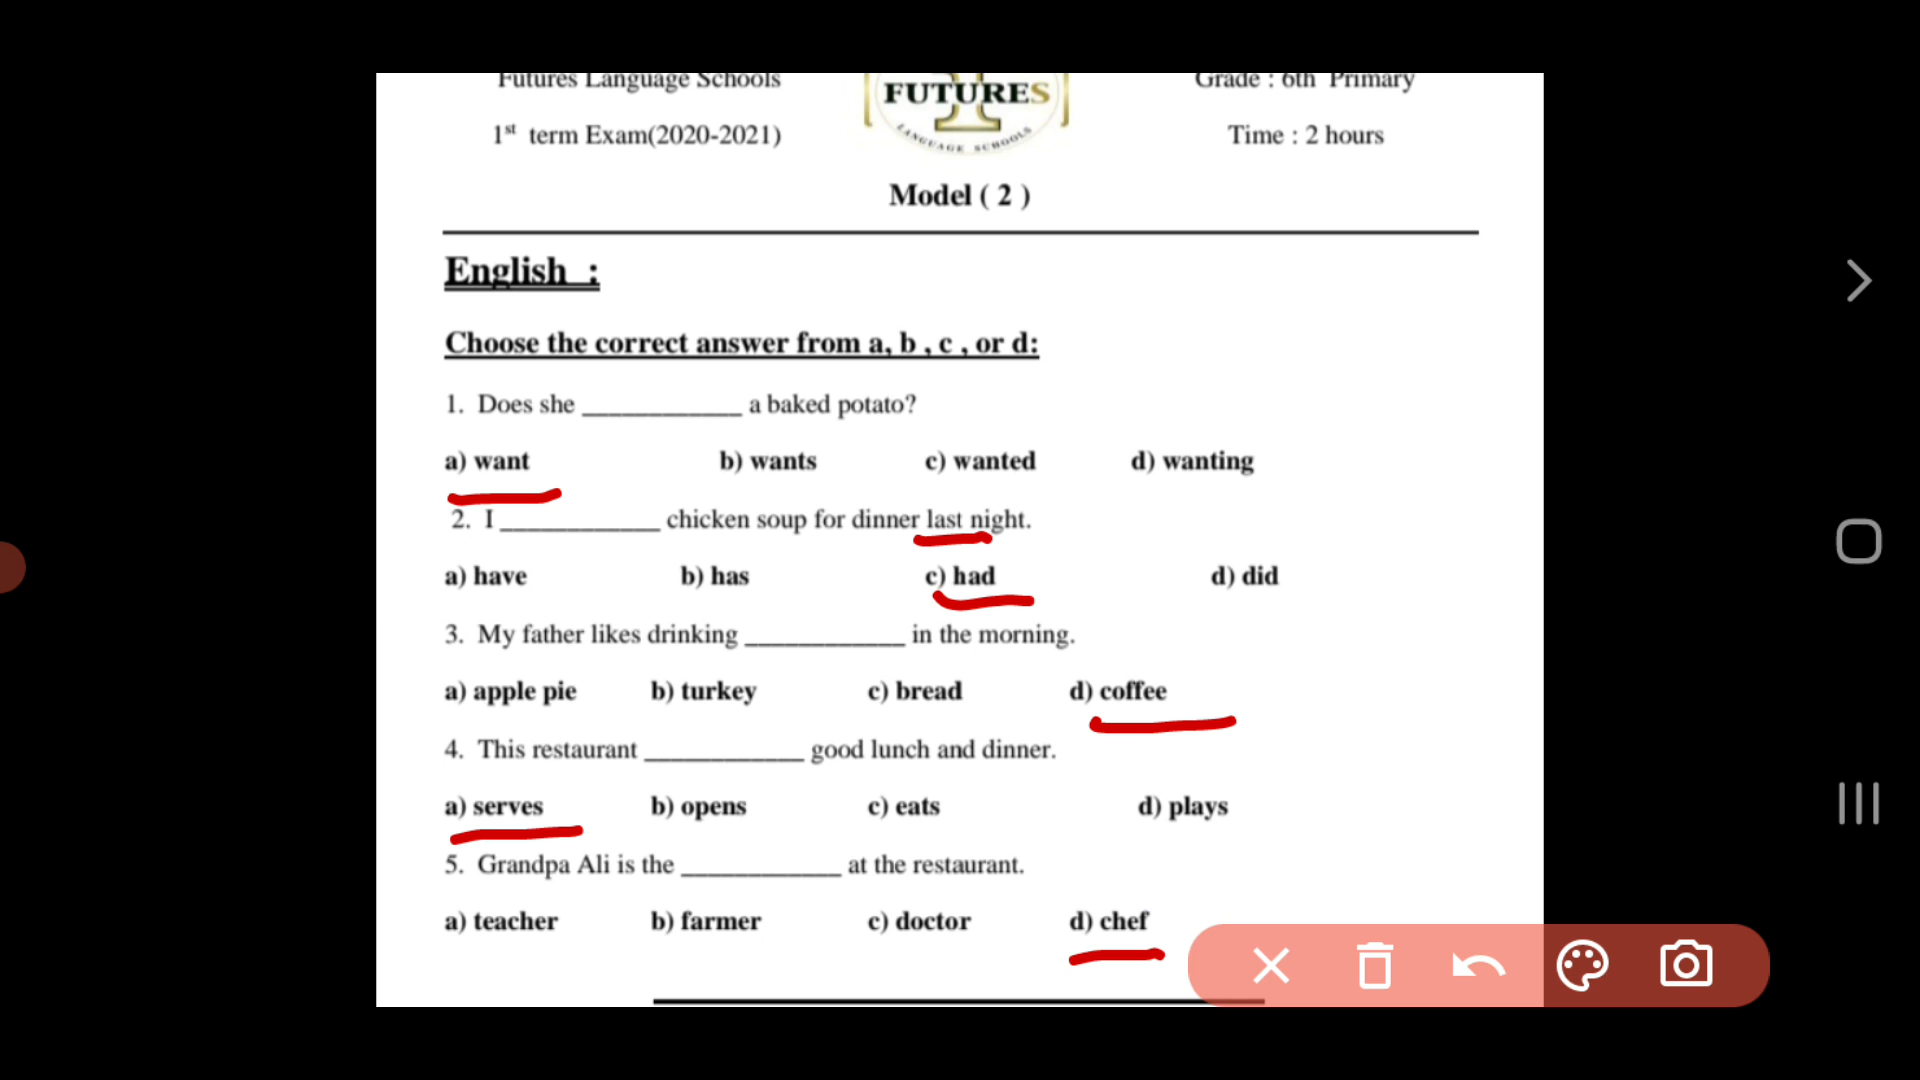 Futures Language Schools
FUTURES
LANGUAGE SCHOOLS
Grade : 6th Primary
1st term Exam(2020-2021)
Time : 2 hours
Model ( 2 )
English :
Choose the correct answer from a, b , c , or d:
1. Does she ____________ a baked potato?
a) want b) wants c) wanted d) wanting
2. I ____________ chicken soup for dinner last night.
a) have b) has c) had d) did
3. My father likes drinking ____________ in the morning.
a) apple pie b) turkey c) bread d) coffee
4. This restaurant ____________ good lunch and dinner.
a) serves b) opens c) eats d) plays
5. Grandpa Ali is the ____________ at the restaurant.
a) teacher b) farmer c) doctor d) chef